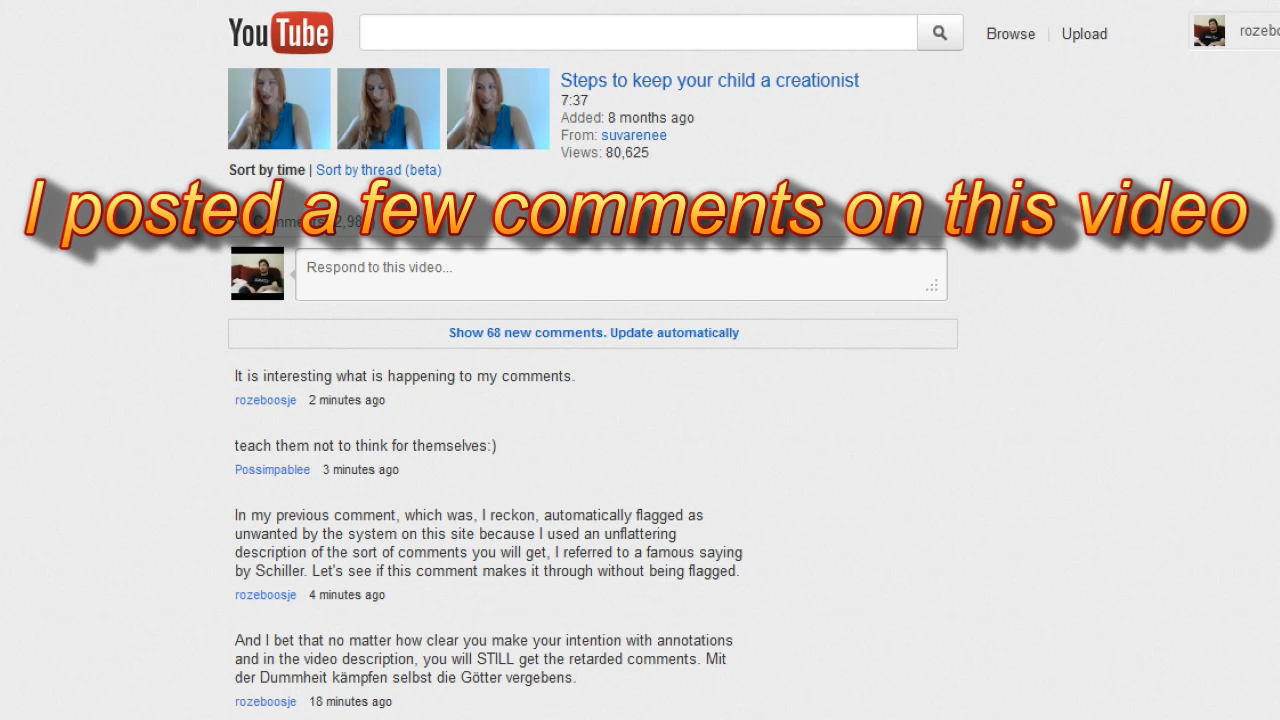 YouTube
Browse | Upload
Steps to keep your child a creationist
7:37
Added: 8 months ago
From: suvarenee
Views: 80,625
Sort by time | Sort by thread (beta)
I posted a few comments on this video
Respond to this video...
Show 68 new comments. Update automatically
It is interesting what is happening to my comments.
rozeboosje 2 minutes ago
teach them not to think for themselves:)
Possimpablee 3 minutes ago
In my previous comment, which was, I reckon, automatically flagged as
unwanted by the system on this site because I used an unflattering
description of the sort of comments you will get, I referred to a famous saying
by Schiller. Let's see if this comment makes it through without being flagged.
rozeboosje 4 minutes ago
And I bet that no matter how clear you make your intention with annotations
and in the video description, you will STILL get the retarded comments. Mit
der Dummheit kämpfen selbst die Götter vergebens.
rozeboosje 18 minutes ago